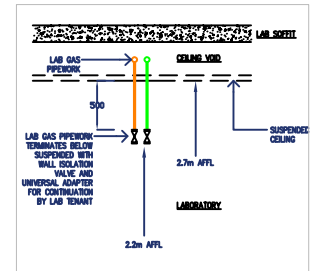 LAB SOFFIT
LAB GAS
PIPEWORK
CEILING VOID
500
LAB GAS PIPEWORK
TERMINATES BELOW
SUSPENDED WITH
WALL ISOLATION
VALVE AND
UNIVERSAL ADAPTER
FOR CONTINUATION
BY LAB TENANT
SUSPENDED
CEILING
2.7m AFFL
LABORATORY
2.2m AFFL